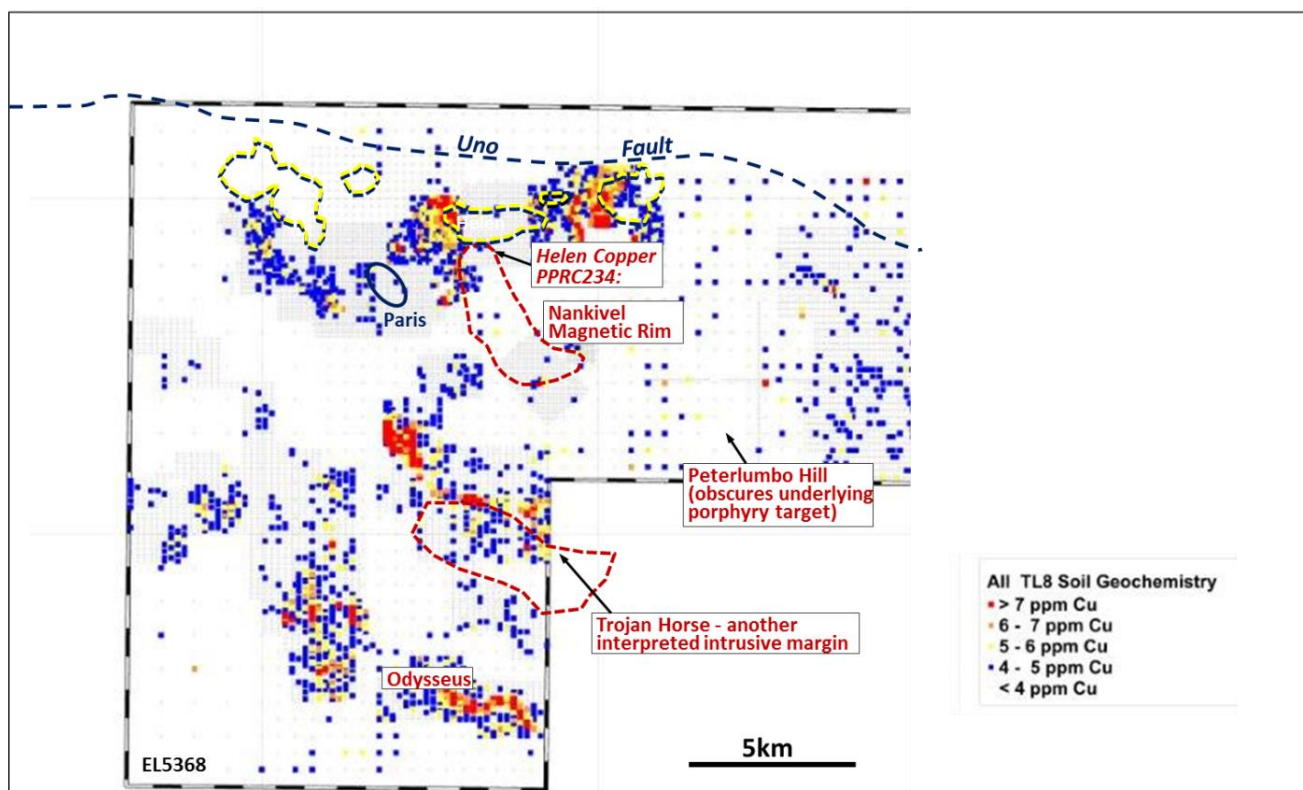 Uno Fault
Helen Copper
PPRC234:
Nankivel
Magnetic Rim
Paris
Peterlumbo Hill
(obscures underlying
porphyry target)
Trojan Horse - another
interpreted intrusive margin
Odysseus
EL5368
5km
All TL8 Soil Geochemistry
> 7 ppm Cu
6 - 7 ppm Cu
5 - 6 ppm Cu
4 - 5 ppm Cu
< 4 ppm Cu